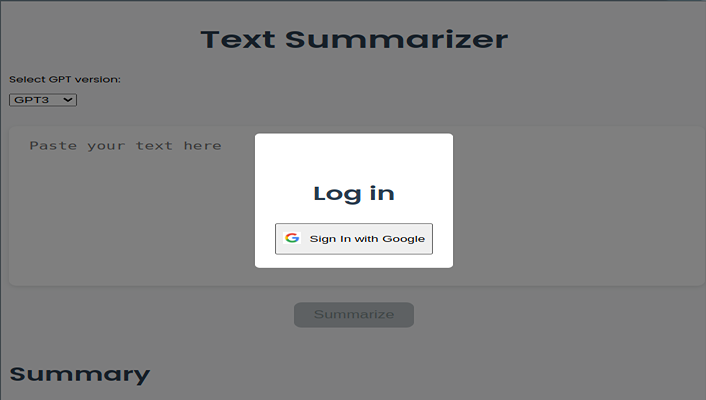 Text Summarizer
Select GPT version:
GPT3
Paste your text here
Log in
Sign In with Google
Summarize
Summary